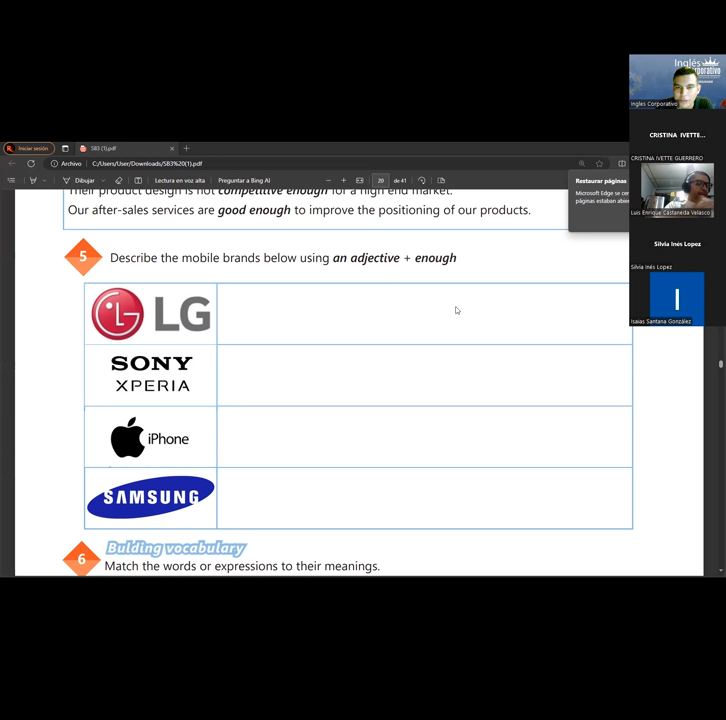 Inglés
Corporativo
Ingles Corporativo
CRISTINA IVETTE...
CRISTINA IVETTE GUERRERO
Luis Enrique Castaneda Velasco
Silvia Inés Lopez
Silvia Inés Lopez
I
Isaias Santana González
Iniciar sesión
SB3 (1).pdf
Archivo
C:/Users/User/Downloads/SB3%20(1).pdf
Dibujar
Lectura en voz alta
Preguntar a Bing AI
20
de 41
Restaurar páginas
Microsoft Edge se cer
páginas estaban abier
Their product design is not competitive enough for a high end market.
Our after-sales services are good enough to improve the positioning of our products.
5
Describe the mobile brands below using an adjective + enough
LG
SONY
XPERIA
iPhone
SAMSUNG
6
Bulding vocabulary
Match the words or expressions to their meanings.